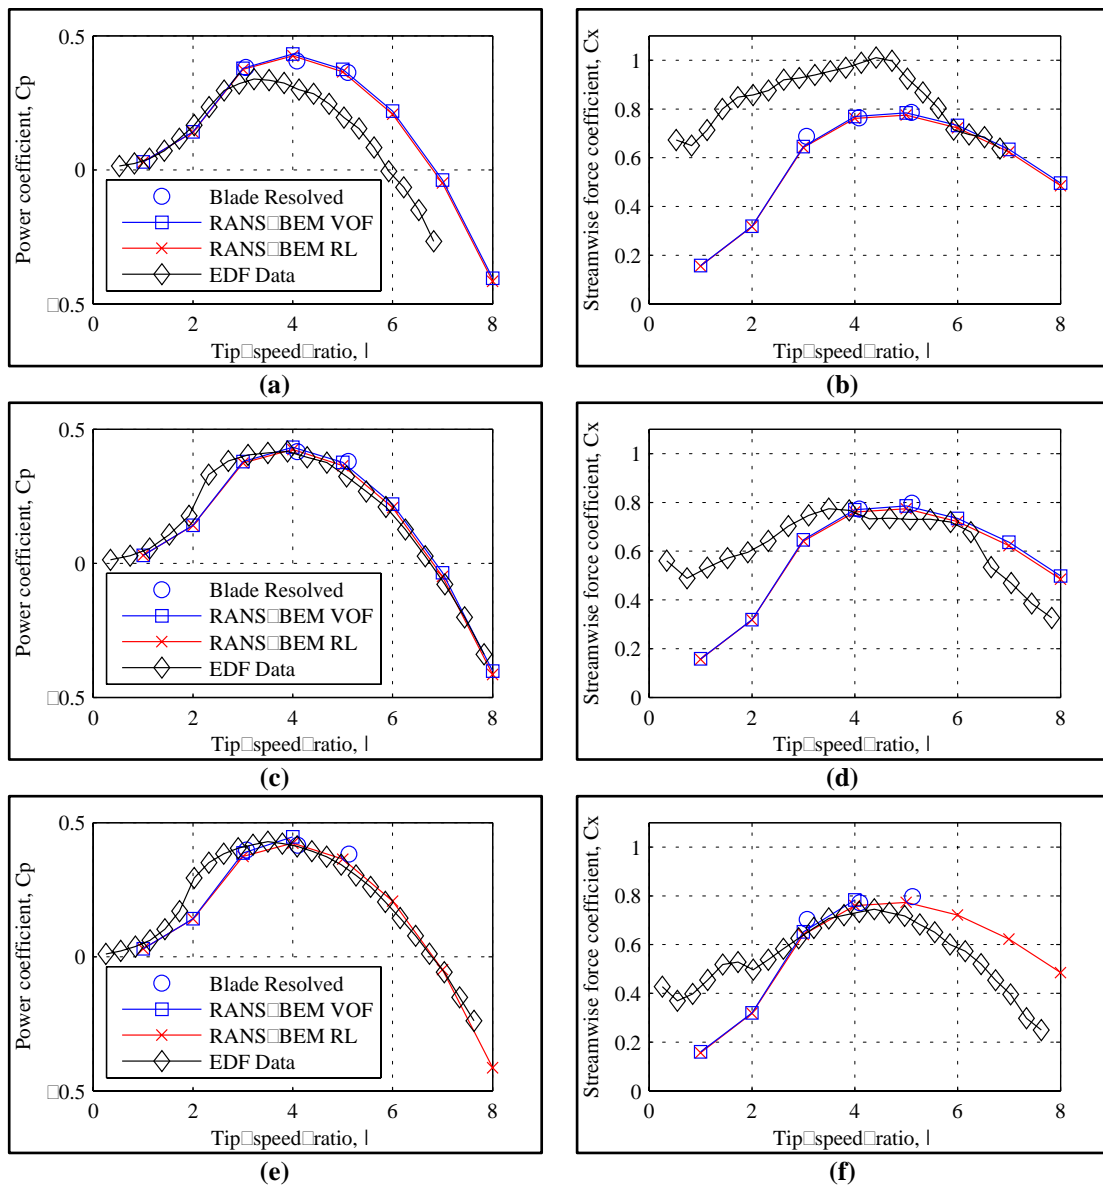 0.5
0
□0.5
Power coefficient, Cp
Blade Resolved
RANS□BEM VOF
RANS□BEM RL
EDF Data
0 2 4 6 8
Tip□speed□ratio, l
(a)
1
0.8
0.6
0.4
0.2
0
Streamwise force coefficient, Cx
0 2 4 6 8
Tip□speed□ratio, l
(b)
0.5
0
□0.5
Power coefficient, Cp
Blade Resolved
RANS□BEM VOF
RANS□BEM RL
EDF Data
0 2 4 6 8
Tip□speed□ratio, l
(c)
1
0.8
0.6
0.4
0.2
0
Streamwise force coefficient, Cx
0 2 4 6 8
Tip□speed□ratio, l
(d)
0.5
0
□0.5
Power coefficient, Cp
Blade Resolved
RANS□BEM VOF
RANS□BEM RL
EDF Data
0 2 4 6 8
Tip□speed□ratio, l
(e)
1
0.8
0.6
0.4
0.2
0
Streamwise force coefficient, Cx
0 2 4 6 8
Tip□speed□ratio, l
(f)